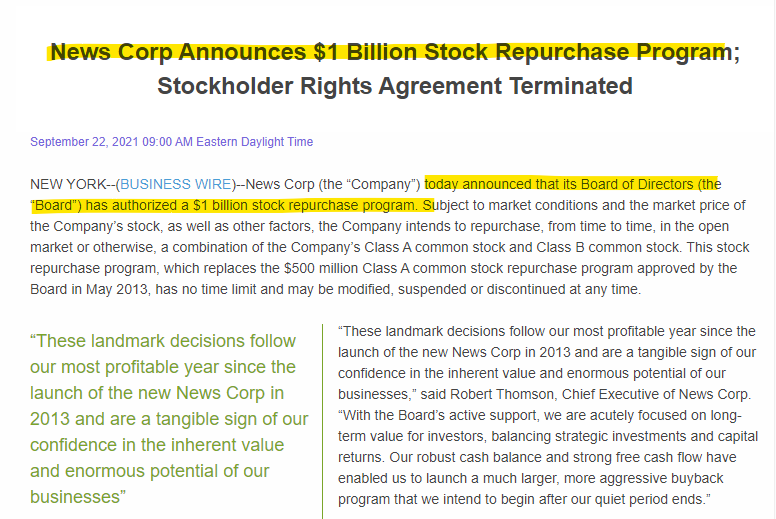 News Corp Announces $1 Billion Stock Repurchase Program;
Stockholder Rights Agreement Terminated
September 22, 2021 09:00 AM Eastern Daylight Time
NEW YORK--(BUSINESS WIRE)--News Corp (the “Company”) today announced that its Board of Directors (the
“Board”) has authorized a $1 billion stock repurchase program. Subject to market conditions and the market price of
the Company’s stock, as well as other factors, the Company intends to repurchase, from time to time, in the open
market or otherwise, a combination of the Company’s Class A common stock and Class B common stock. This stock
repurchase program, which replaces the $500 million Class A common stock repurchase program approved by the
Board in May 2013, has no time limit and may be modified, suspended or discontinued at any time.
“These landmark decisions follow
our most profitable year since the
launch of the new News Corp in
2013 and are a tangible sign of our
confidence in the inherent value
and enormous potential of our
businesses”
“These landmark decisions follow our most profitable year since the
launch of the new News Corp in 2013 and are a tangible sign of our
confidence in the inherent value and enormous potential of our
businesses,” said Robert Thomson, Chief Executive of News Corp.
“With the Board’s active support, we are acutely focused on long-
term value for investors, balancing strategic investments and capital
returns. Our robust cash balance and strong free cash flow have
enabled us to launch a much larger, more aggressive buyback
program that we intend to begin after our quiet period ends.”